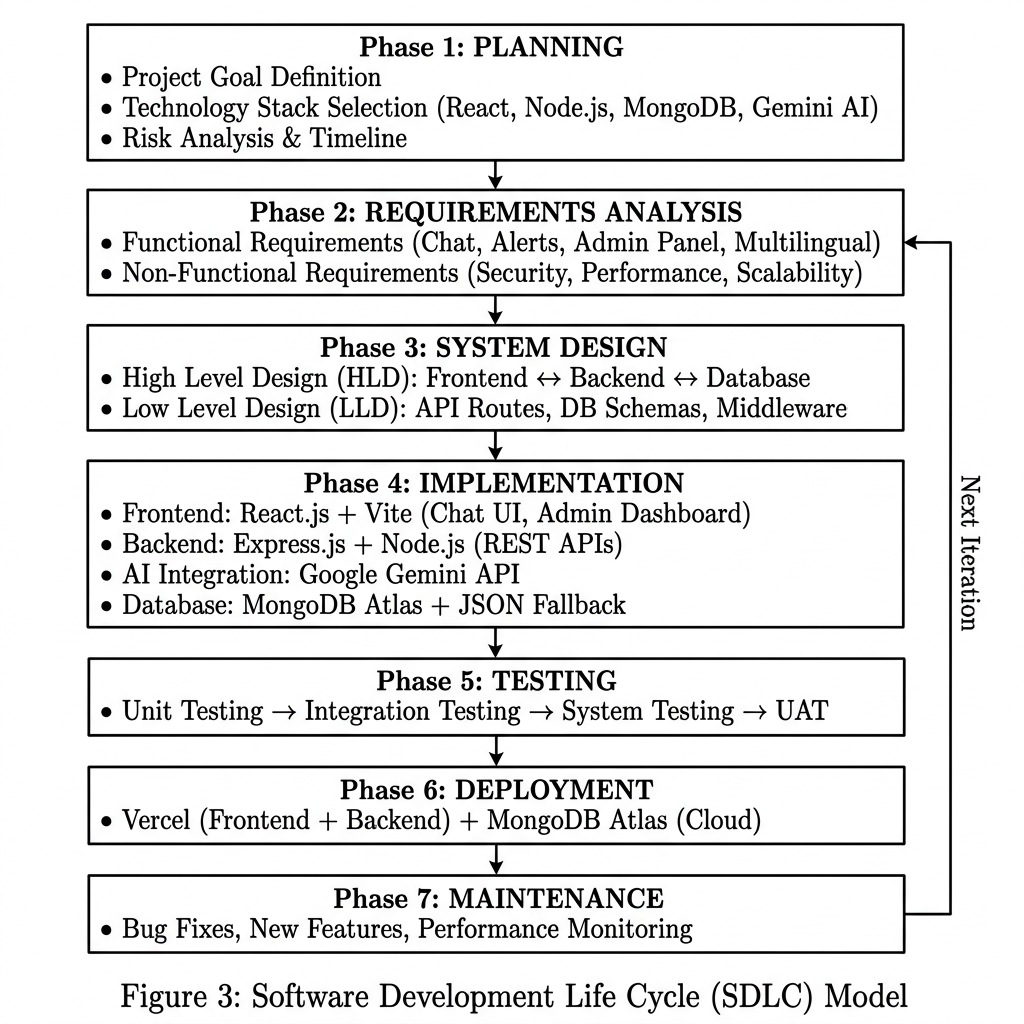 Phase 1: PLANNING
• Project Goal Definition
• Technology Stack Selection (React, Node.js, MongoDB, Gemini AI)
• Risk Analysis & Timeline
Phase 2: REQUIREMENTS ANALYSIS
• Functional Requirements (Chat, Alerts, Admin Panel, Multilingual)
• Non-Functional Requirements (Security, Performance, Scalability)
Phase 3: SYSTEM DESIGN
• High Level Design (HLD): Frontend ↔ Backend ↔ Database
• Low Level Design (LLD): API Routes, DB Schemas, Middleware
Phase 4: IMPLEMENTATION
• Frontend: React.js + Vite (Chat UI, Admin Dashboard)
• Backend: Express.js + Node.js (REST APIs)
• AI Integration: Google Gemini API
• Database: MongoDB Atlas + JSON Fallback
Phase 5: TESTING
• Unit Testing → Integration Testing → System Testing → UAT
Phase 6: DEPLOYMENT
• Vercel (Frontend + Backend) + MongoDB Atlas (Cloud)
Phase 7: MAINTENANCE
• Bug Fixes, New Features, Performance Monitoring
Next Iteration
Figure 3: Software Development Life Cycle (SDLC) Model